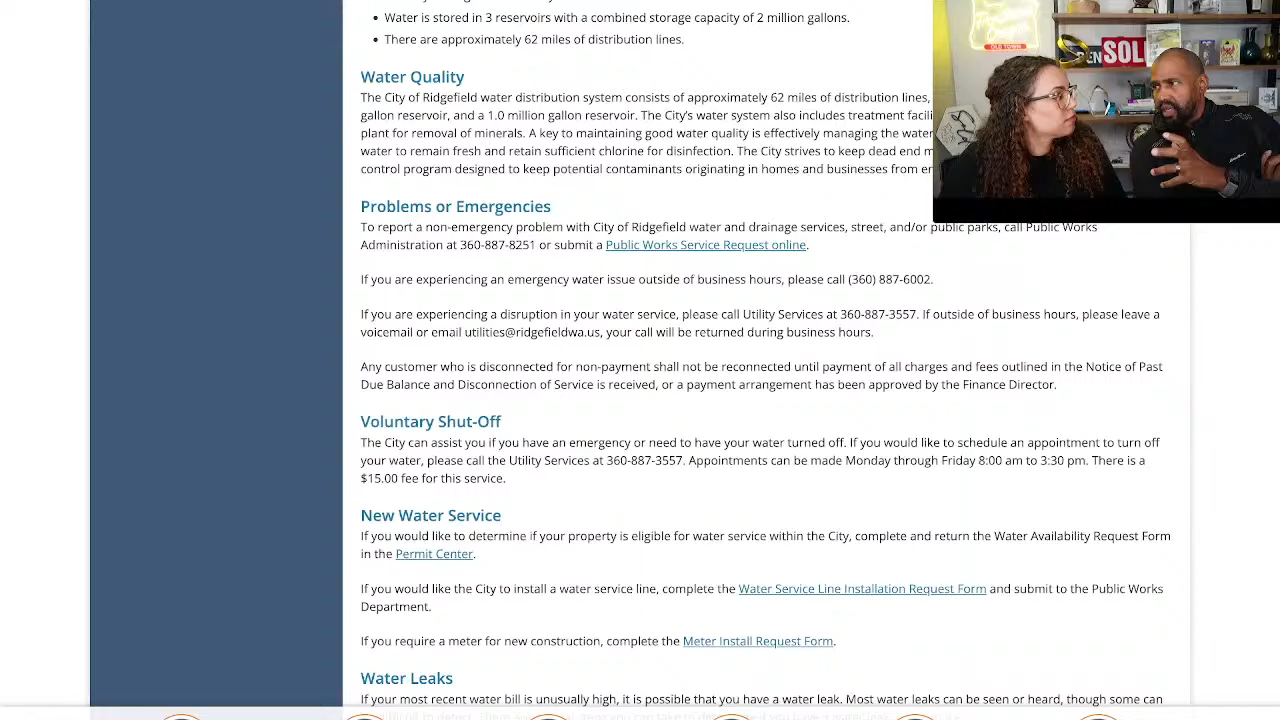 Water is stored in 3 reservoirs with a combined storage capacity of 2 million gallons.
There are approximately 62 miles of distribution lines.
Water Quality
The City of Ridgefield water distribution system consists of approximately 62 miles of distribution lines,
gallon reservoir, and a 1.0 million gallon reservoir. The City's water system also includes treatment
plant for removal of minerals. A key to maintaining good water quality is effectively managing the water
water to remain fresh and retain sufficient chlorine for disinfection. The City strives to keep dead end
control program designed to keep potential contaminants originating in homes and businesses from
OLD TOWN
SOL
Problems or Emergencies
To report a non-emergency problem with City of Ridgefield water and drainage services, street, and/or public parks, call Public Works
Administration at 360-887-8251 or submit a Public Works Service Request online.
If you are experiencing an emergency water issue outside of business hours, please call (360) 887-6002.
If you are experiencing a disruption in your water service, please call Utility Services at 360-887-3557. If outside of business hours, please leave a
voicemail or email utilities@ridgefieldwa.us, your call will be returned during business hours.
Any customer who is disconnected for non-payment shall not be reconnected until payment of all charges and fees outlined in the Notice of Past
Due Balance and Disconnection of Service is received, or a payment arrangement has been approved by the Finance Director.
Voluntary Shut-Off
The City can assist you if you have an emergency or need to have your water turned off. If you would like to schedule an appointment to turn off
your water, please call the Utility Services at 360-887-3557. Appointments can be made Monday through Friday 8:00 am to 3:30 pm. There is a
$15.00 fee for this service.
New Water Service
If you would like to determine if your property is eligible for water service within the City, complete and return the Water Availability Request Form
in the Permit Center.
If you would like the City to install a water service line, complete the Water Service Line Installation Request Form and submit to the Public Works
Department.
If you require a meter for new construction, complete the Meter Install Request Form.
Water Leaks
If your most recent water bill is unusually high, it is possible that you have a water leak. Most water leaks can be seen or heard, though some can